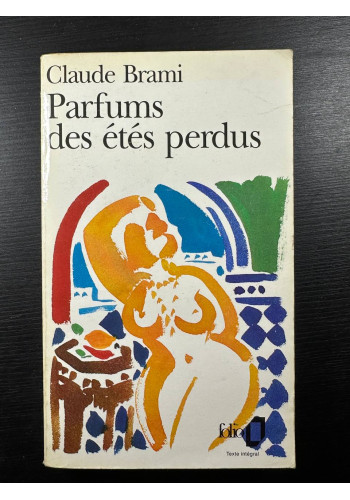 Claude Brami
Parfums
des étés perdus
folio
Texte intégral